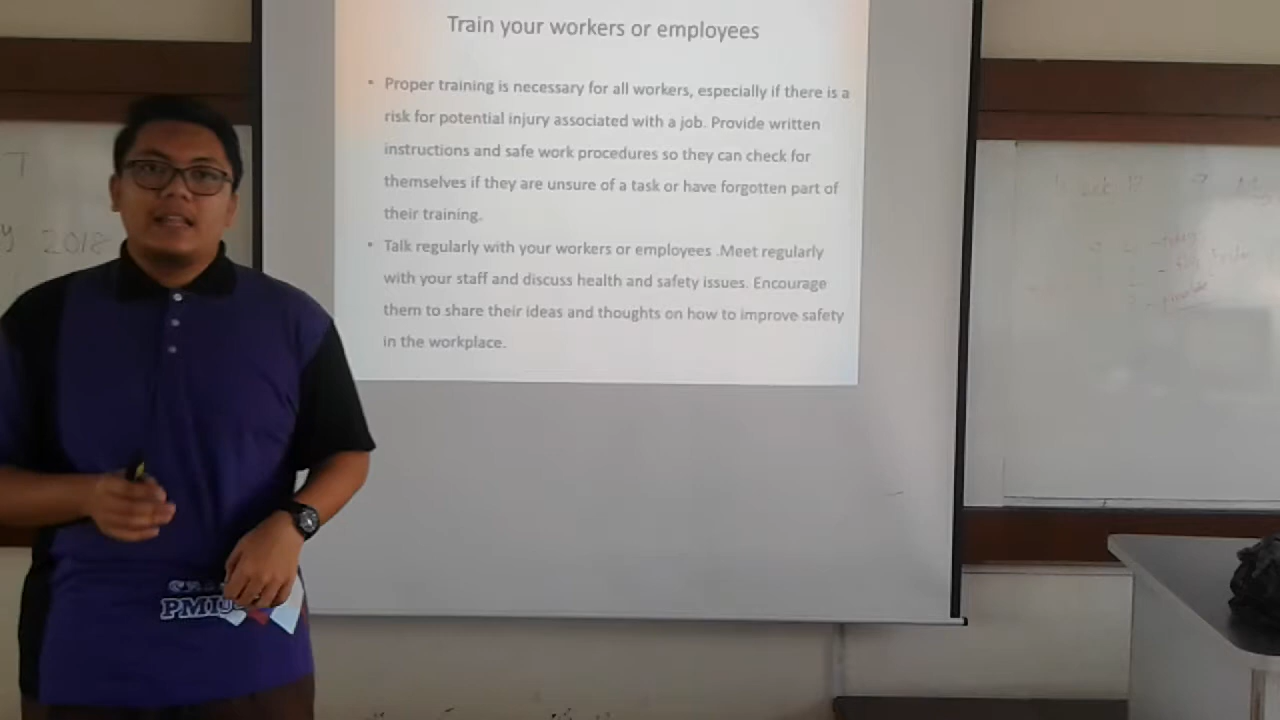 Train your workers or employees
• Proper training is necessary for all workers, especially if there is a
risk for potential injury associated with a job. Provide written
instructions and safe work procedures so they can check for
themselves if they are unsure of a task or have forgotten part of
their training.
• Talk regularly with your workers or employees .Meet regularly
with your staff and discuss health and safety issues. Encourage
them to share their ideas and thoughts on how to improve safety
in the workplace.
T
Y 2018
PMI